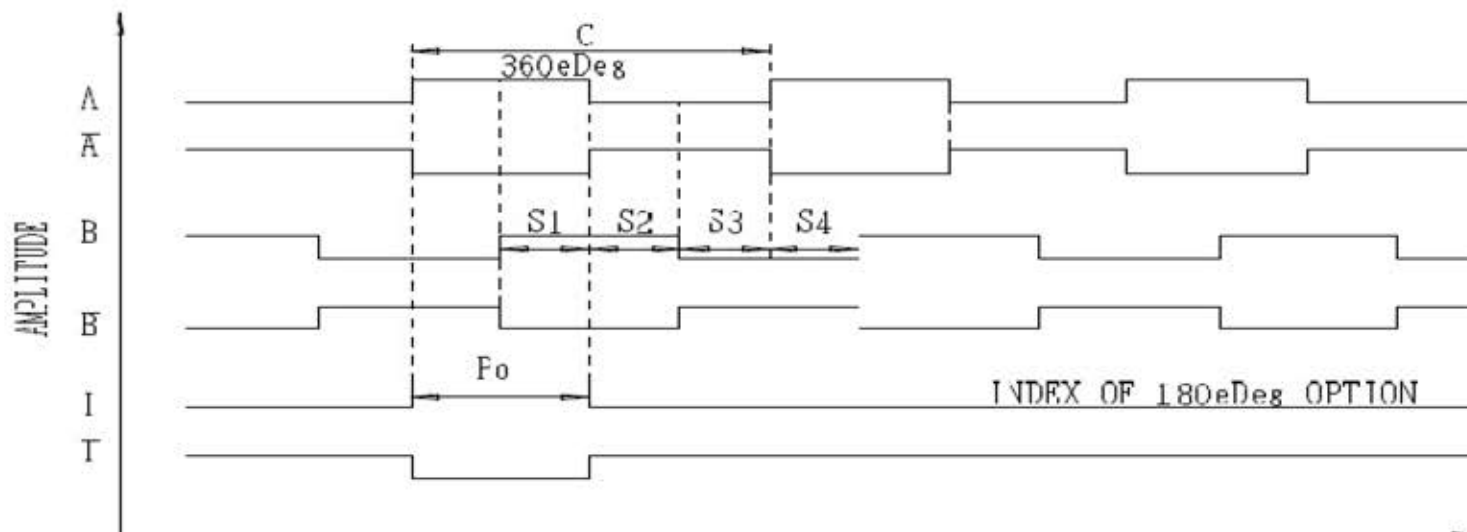 C
360eDeg
A
A̅
AMPLITUDE
B
S1 S2 S3 S4
B̅
Po
I
INDEX OF 180eDeg OPTION
I̅